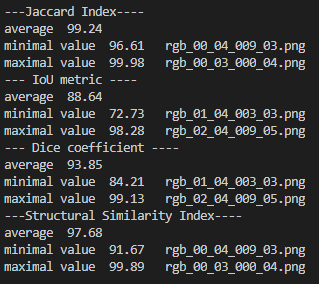 ---Jaccard Index----
average  99.24
minimal value  96.61   rgb_00_04_009_03.png
maximal value  99.98   rgb_00_03_000_04.png
--- IoU metric ----
average  88.64
minimal value  72.73   rgb_01_04_003_03.png
maximal value  98.28   rgb_02_04_009_05.png
--- Dice coefficient ----
average  93.85
minimal value  84.21   rgb_01_04_003_03.png
maximal value  99.13   rgb_02_04_009_05.png
---Structural Similarity Index----
average  97.68
minimal value  91.67   rgb_00_04_009_03.png
maximal value  99.89   rgb_00_03_000_04.png